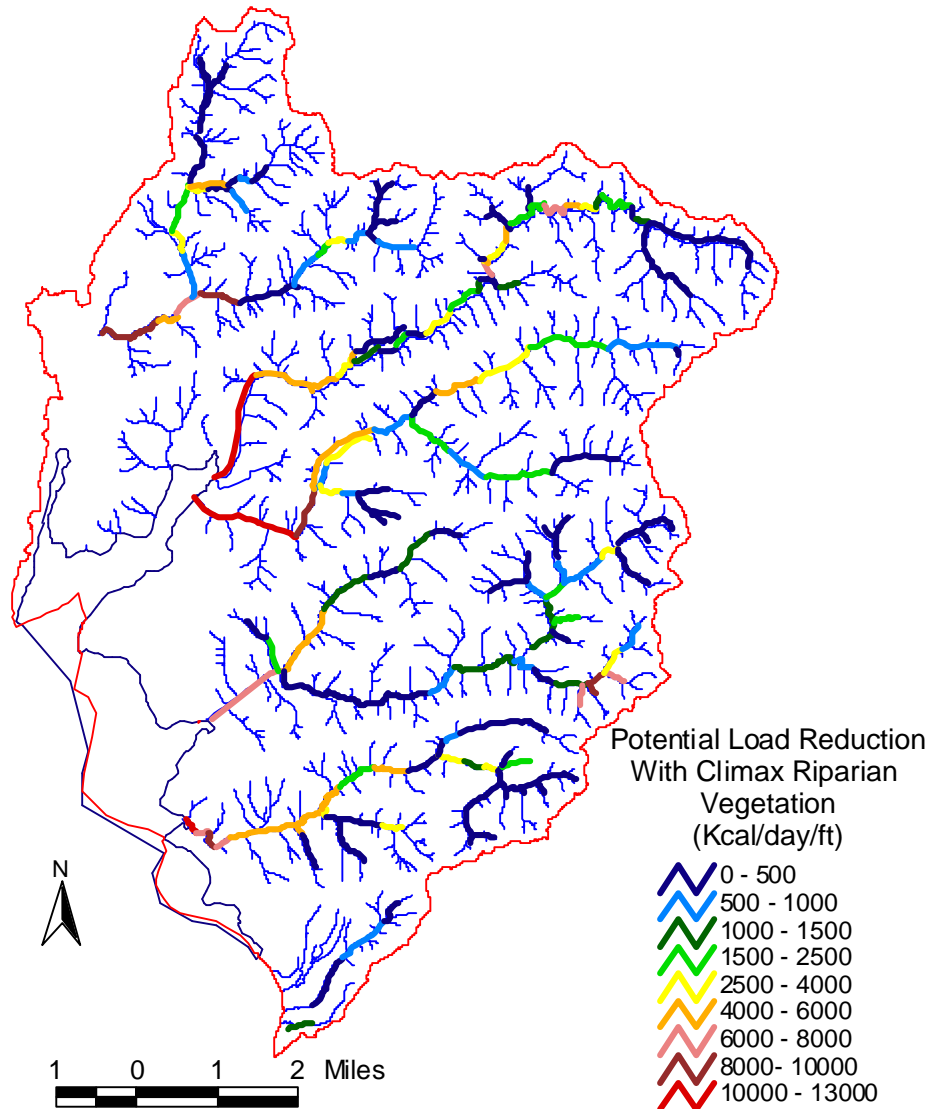 Potential Load Reduction
With Climax Riparian
Vegetation
(Kcal/day/ft)
0 - 500
500 - 1000
1000 - 1500
1500 - 2500
2500 - 4000
4000 - 6000
6000 - 8000
8000- 10000
10000 - 13000
N
1 0 1 2 Miles